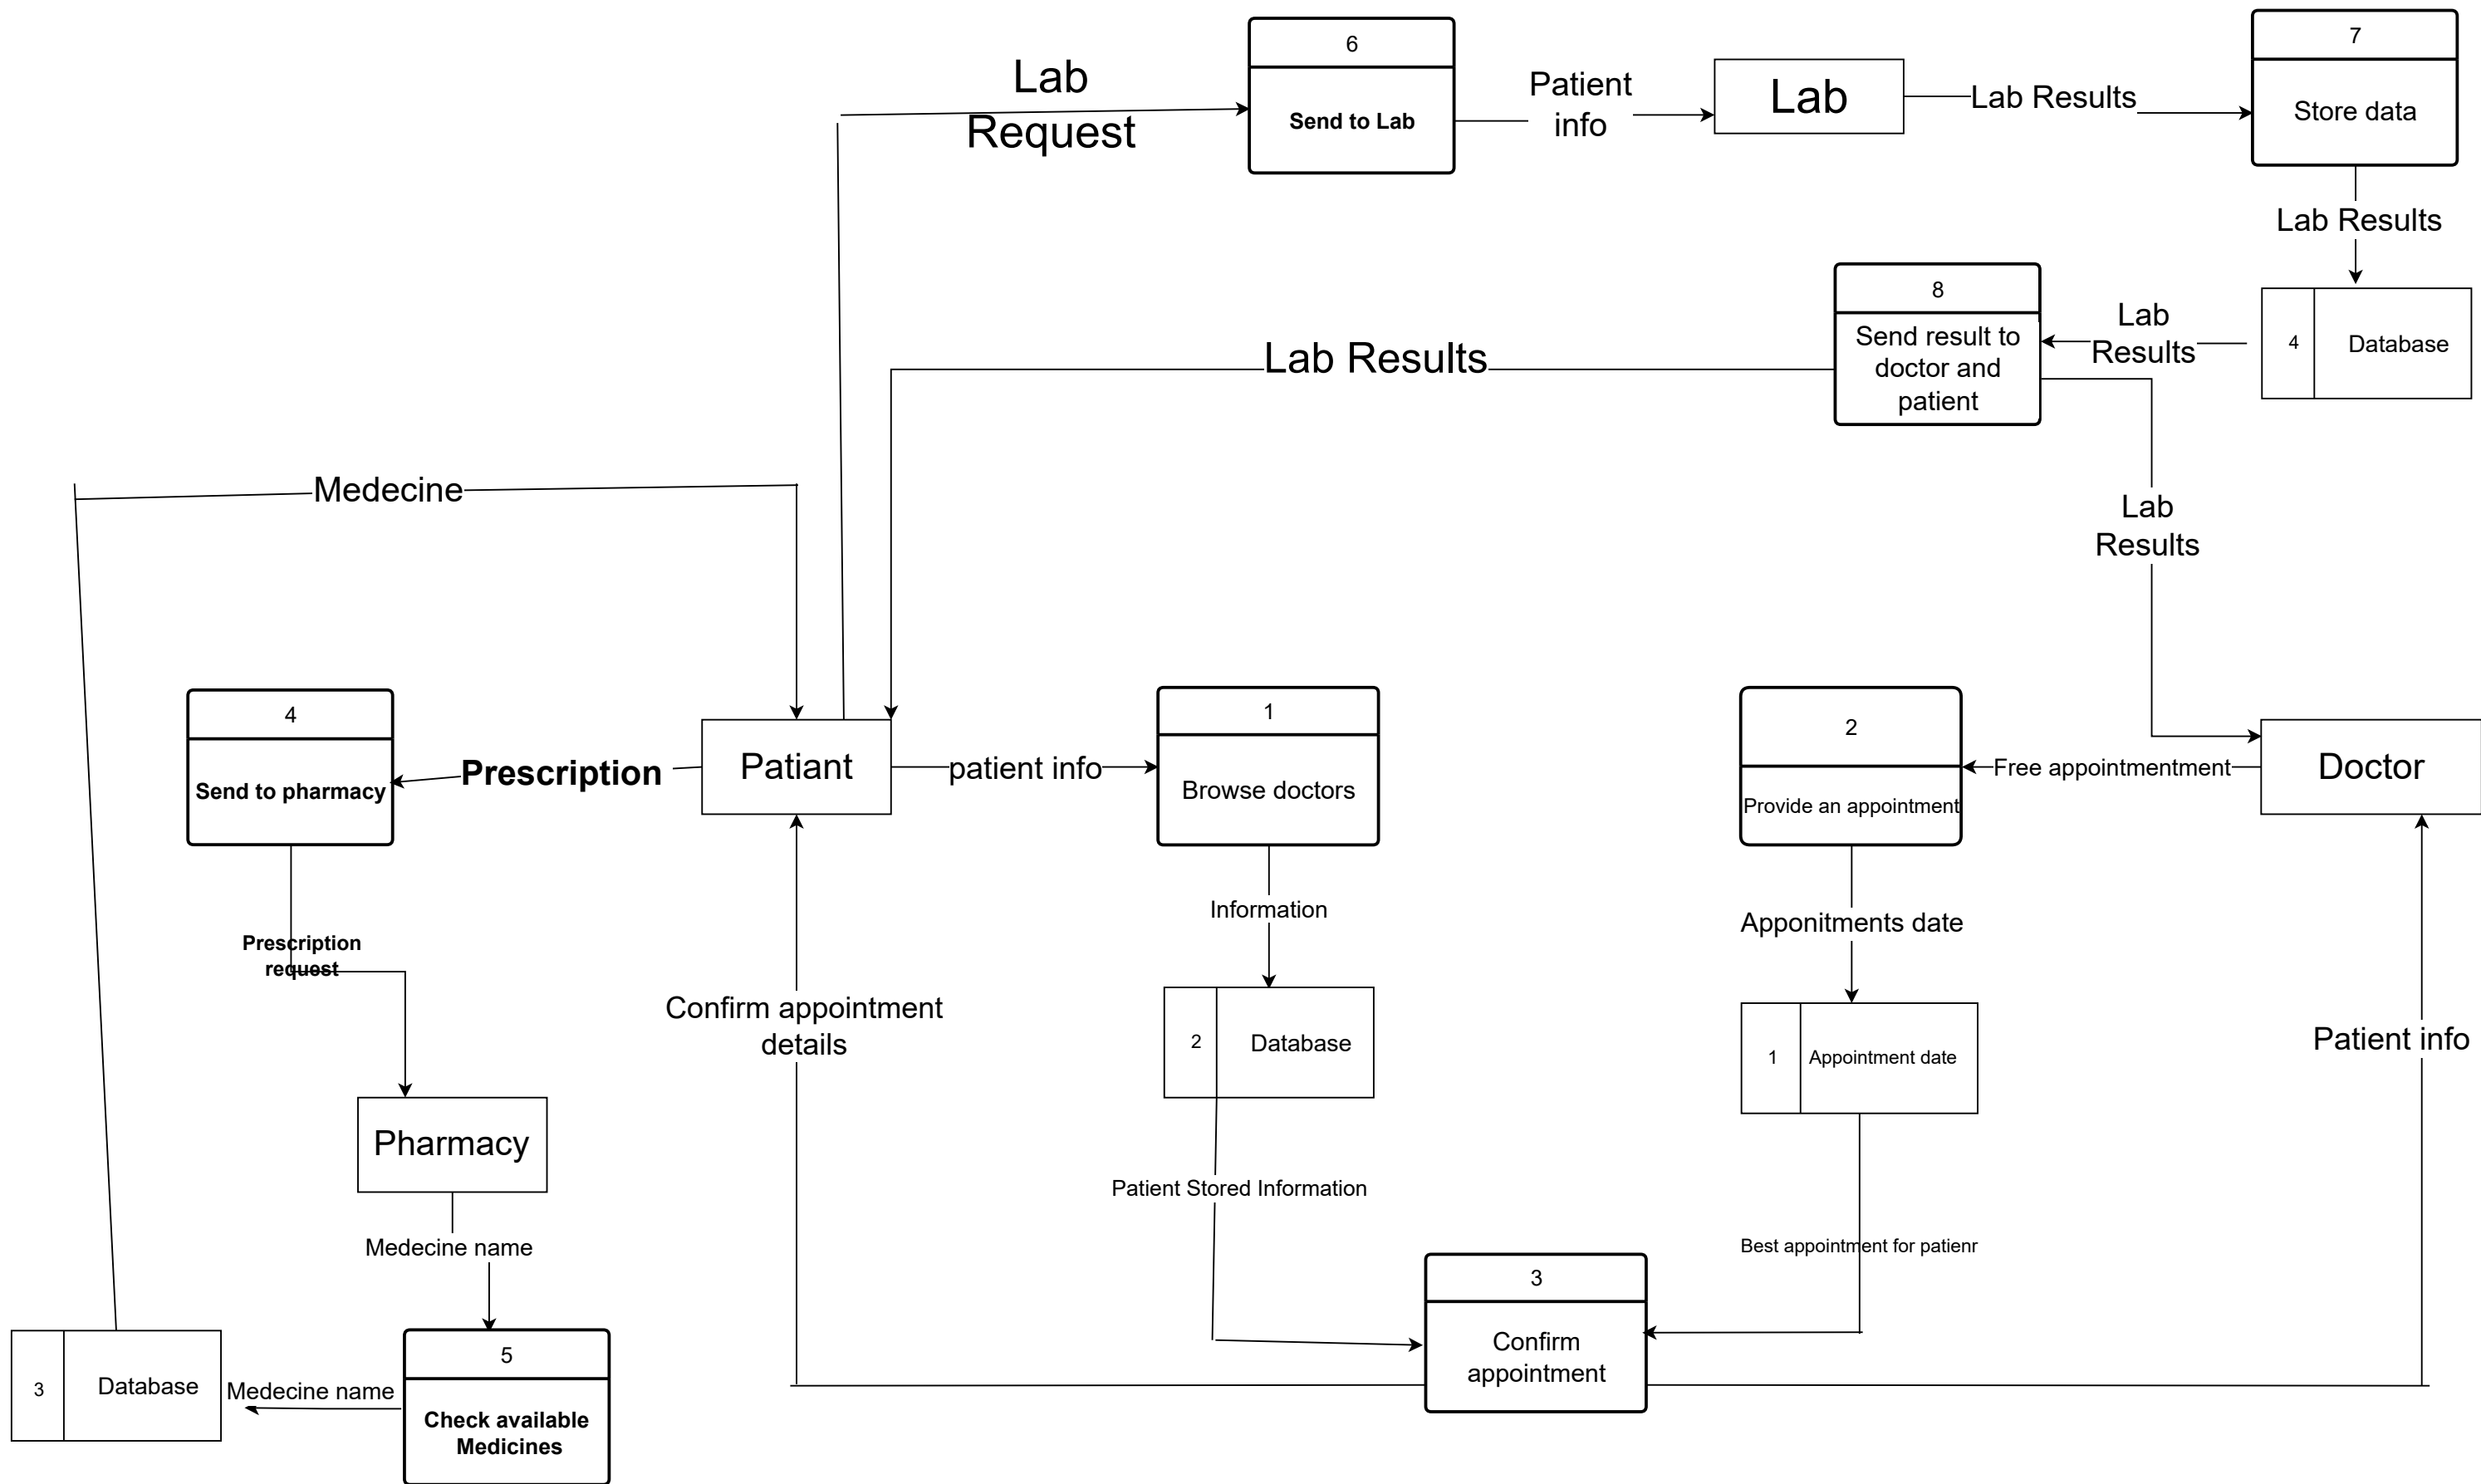 6
7
Lab
Request
Send to Lab
Patient
info
Lab
Lab Results
Store data
Lab Results
8
Send result to
doctor and
patient
Lab
Results
4
Database
Lab Results
Medecine
Lab
Results
4
Send to pharmacy
Prescription
Patiant
patient info
1
Browse doctors
2
Provide an appointment
Free appointmentment
Doctor
Information
Apponitments date
Prescription
request
Confirm appointment
details
2
Database
1
Appointment date
Patient info
Pharmacy
Patient Stored Information
Medecine name
Best appointment for patienr
3
Confirm
appointment
3
Database
Medecine name
5
Check available
Medicines